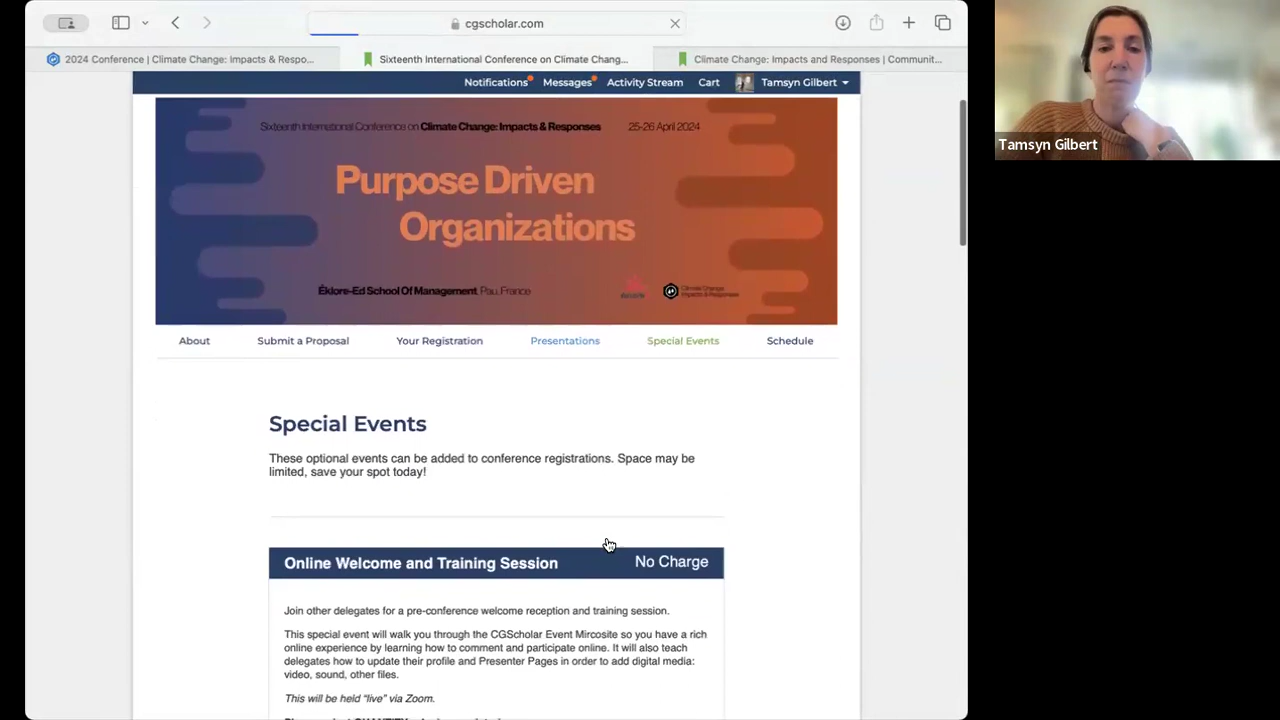 cgscholar.com
2024 Conference | Climate Change: Impacts & Respo...
Sixteenth International Conference on Climate Chang...
Climate Change: Impacts and Responses | Communit...
Notifications Messages Activity Stream Cart Tamsyn Gilbert
Sixteenth International Conference on Climate Change: Impacts & Responses 25-26 April 2024
Purpose Driven
Organizations
Éklore-Ed School Of Management, Pau, France
Climate Change:
Impacts & Responses
About Submit a Proposal Your Registration Presentations Special Events Schedule
Special Events
These optional events can be added to conference registrations. Space may be
limited, save your spot today!
Online Welcome and Training Session No Charge
Join other delegates for a pre-conference welcome reception and training session.
This special event will walk you through the CGScholar Event Mircosite so you have a rich
online experience by learning how to comment and participate online. It will also teach
delegates how to update their profile and Presenter Pages in order to add digital media:
video, sound, other files.
This will be held “live” via Zoom.
Tamsyn Gilbert